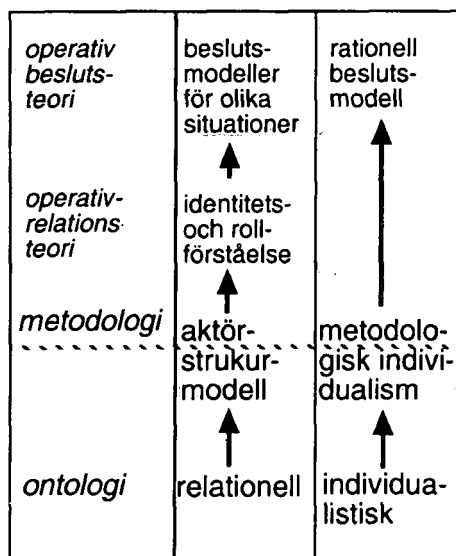 operativ
besluts-
teori
besluts-
modeller
för olika
situationer
rationell
besluts-
modell
operativ-
relations-
teori
identitets-
och roll-
förståelse
metodologi
aktör-
strukur-
modell
metodolo-
gisk indivi-
dualism
ontologi
relationell
individua-
listisk